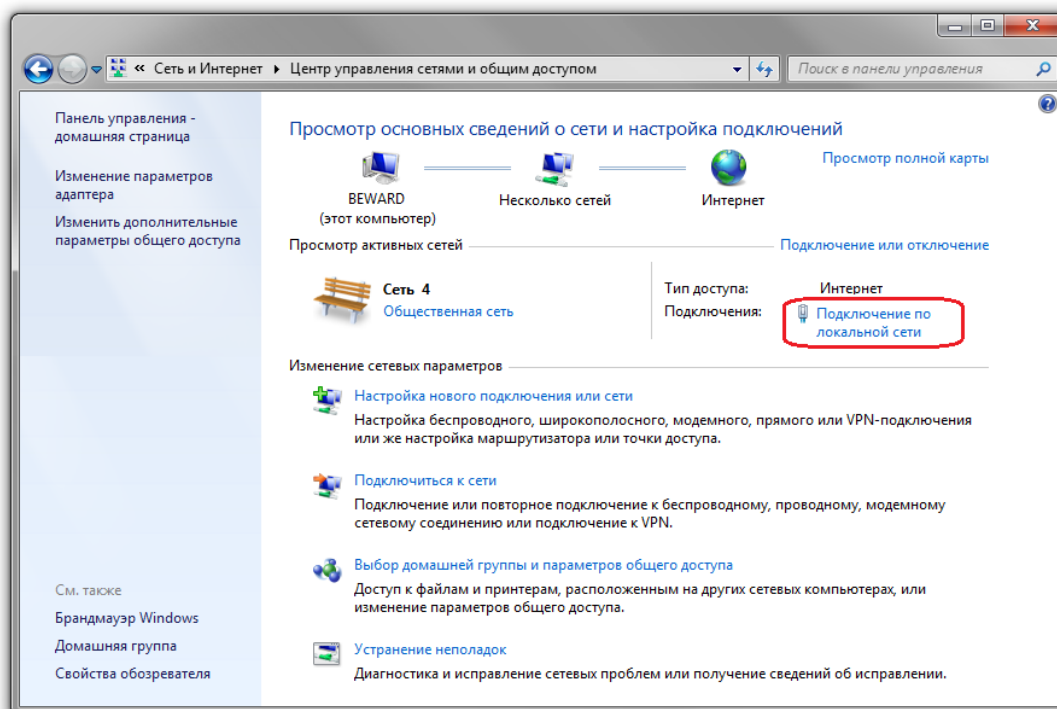 « Сеть и Интернет ▸ Центр управления сетями и общим доступом
Поиск в панели управления
Панель управления -
домашняя страница
Изменение параметров
адаптера
Изменить дополнительные
параметры общего доступа
См. также
Брандмауэр Windows
Домашняя группа
Свойства обозревателя
Просмотр основных сведений о сети и настройка подключений
Просмотр полной карты
BEWARD
(этот компьютер)
Несколько сетей
Интернет
Просмотр активных сетей
Подключение или отключение
Сеть 4
Общественная сеть
Тип доступа: Интернет
Подключения: Подключение по
локальной сети
Изменение сетевых параметров
Настройка нового подключения или сети
Настройка беспроводного, широкополосного, модемного, прямого или VPN-подключения
или же настройка маршрутизатора или точки доступа.
Подключиться к сети
Подключение или повторное подключение к беспроводному, проводному, модемному
сетевому соединению или подключение к VPN.
Выбор домашней группы и параметров общего доступа
Доступ к файлам и принтерам, расположенным на других сетевых компьютерах, или
изменение параметров общего доступа.
Устранение неполадок
Диагностика и исправление сетевых проблем или получение сведений об исправлении.